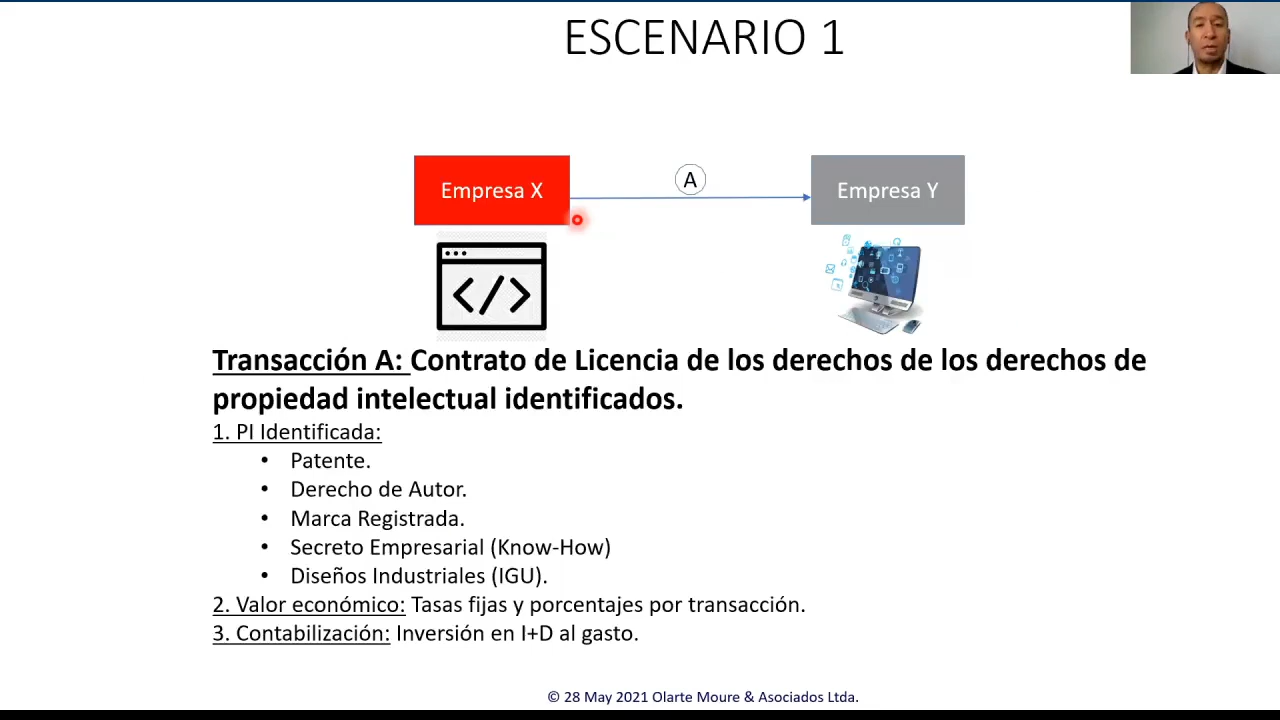 ESCENARIO 1
Empresa X
A
Empresa Y
</>
Transacción A: Contrato de Licencia de los derechos de los derechos de
propiedad intelectual identificados.
1. PI Identificada:
• Patente.
• Derecho de Autor.
• Marca Registrada.
• Secreto Empresarial (Know-How)
• Diseños Industriales (IGU).
2. Valor económico: Tasas fijas y porcentajes por transacción.
3. Contabilización: Inversión en I+D al gasto.
© 28 May 2021 Olarte Moure & Asociados Ltda.